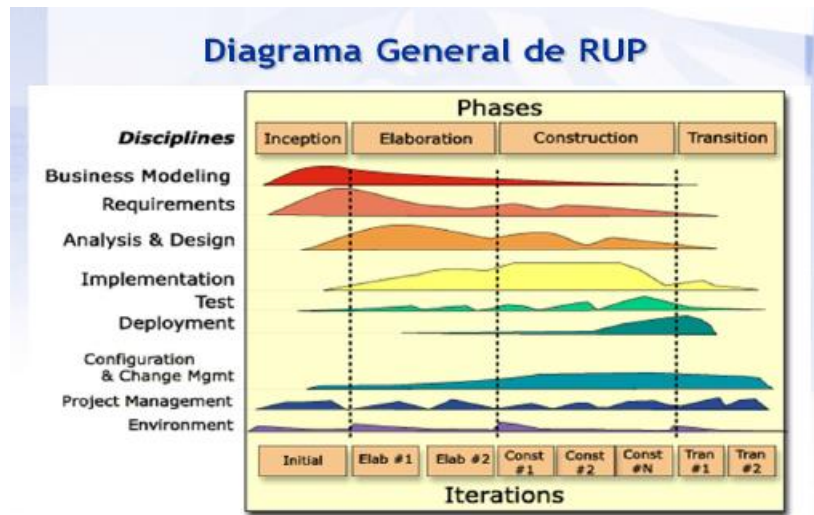 Diagrama General de RUP
Phases
Disciplines
Inception
Elaboration
Construction
Transition
Business Modeling
Requirements
Analysis & Design
Implementation
Test
Deployment
Configuration
& Change Mgmt
Project Management
Environment
Initial
Elab #1
Elab #2
Const
#1
Const
#2
Const
#N
Tran
#1
Tran
#2
Iterations